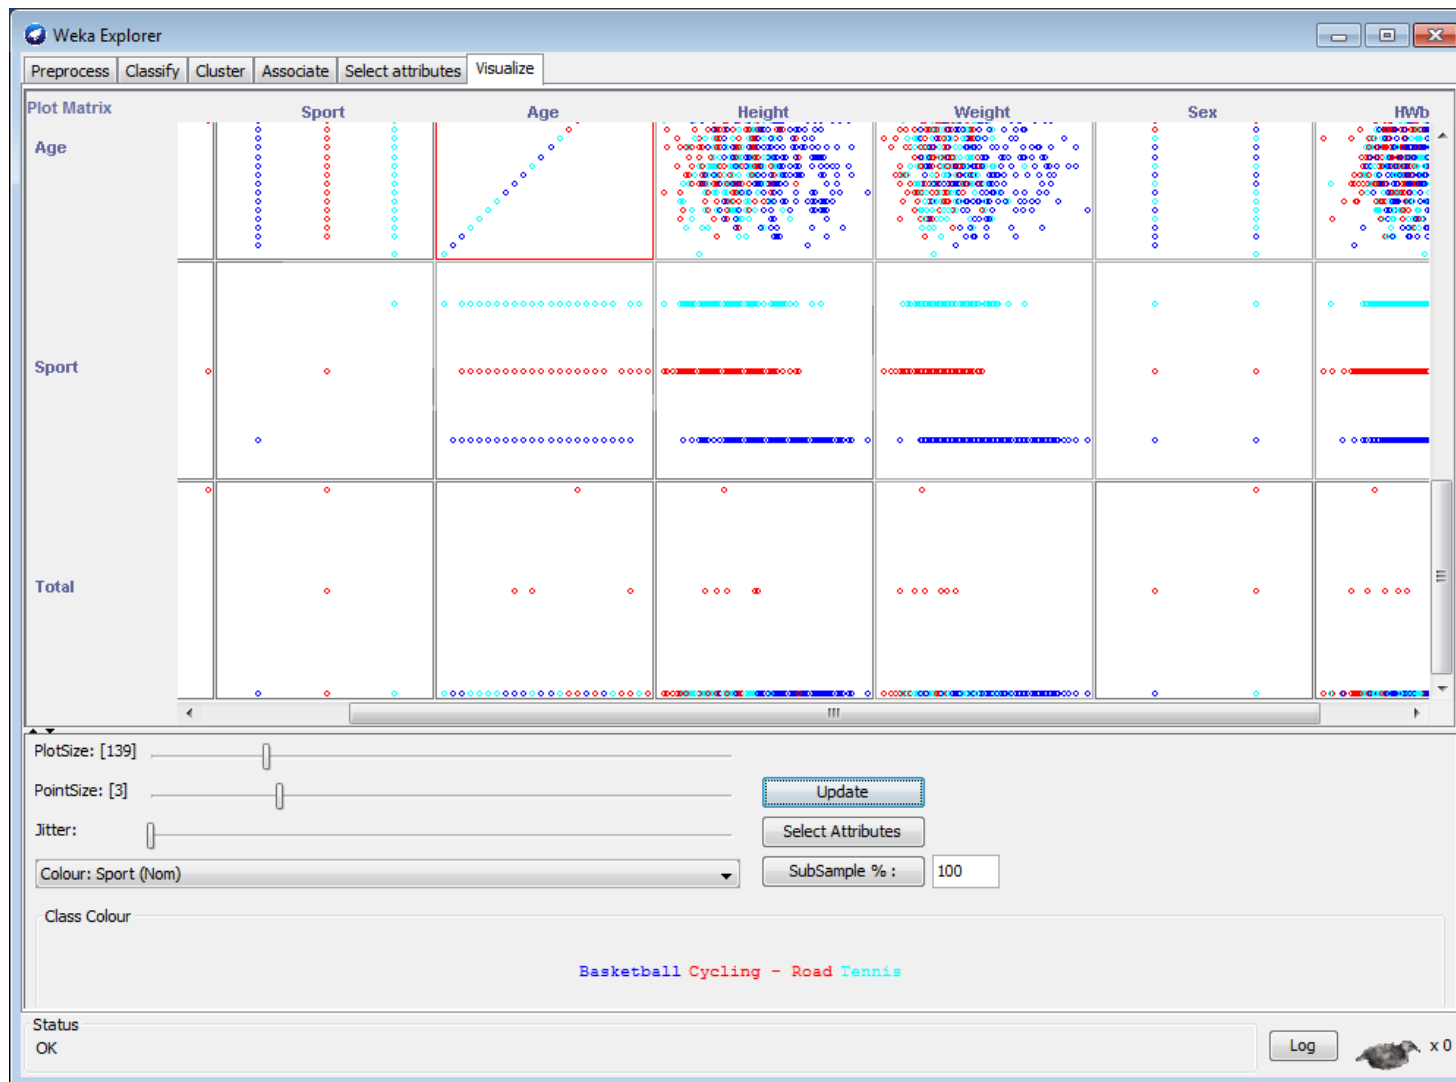 Weka Explorer
Preprocess Classify Cluster Associate Select attributes Visualize
Plot Matrix Sport Age Height Weight Sex HWb
Age
Sport
Total
PlotSize: [139]
PointSize: [3] Update
Jitter: Select Attributes
Colour: Sport (Nom) SubSample % : 100
Class Colour
Basketball Cycling - Road Tennis
Status
OK Log x 0